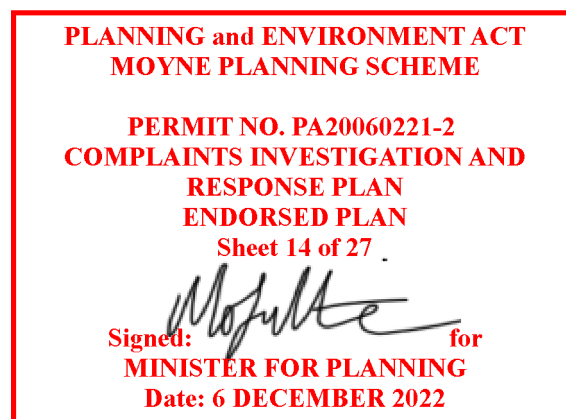 PLANNING and ENVIRONMENT ACT
MOYNE PLANNING SCHEME
PERMIT NO. PA20060221-2
COMPLAINTS INVESTIGATION AND
RESPONSE PLAN
ENDORSED PLAN
Sheet 14 of 27
Signed: for
MINISTER FOR PLANNING
Date: 6 DECEMBER 2022